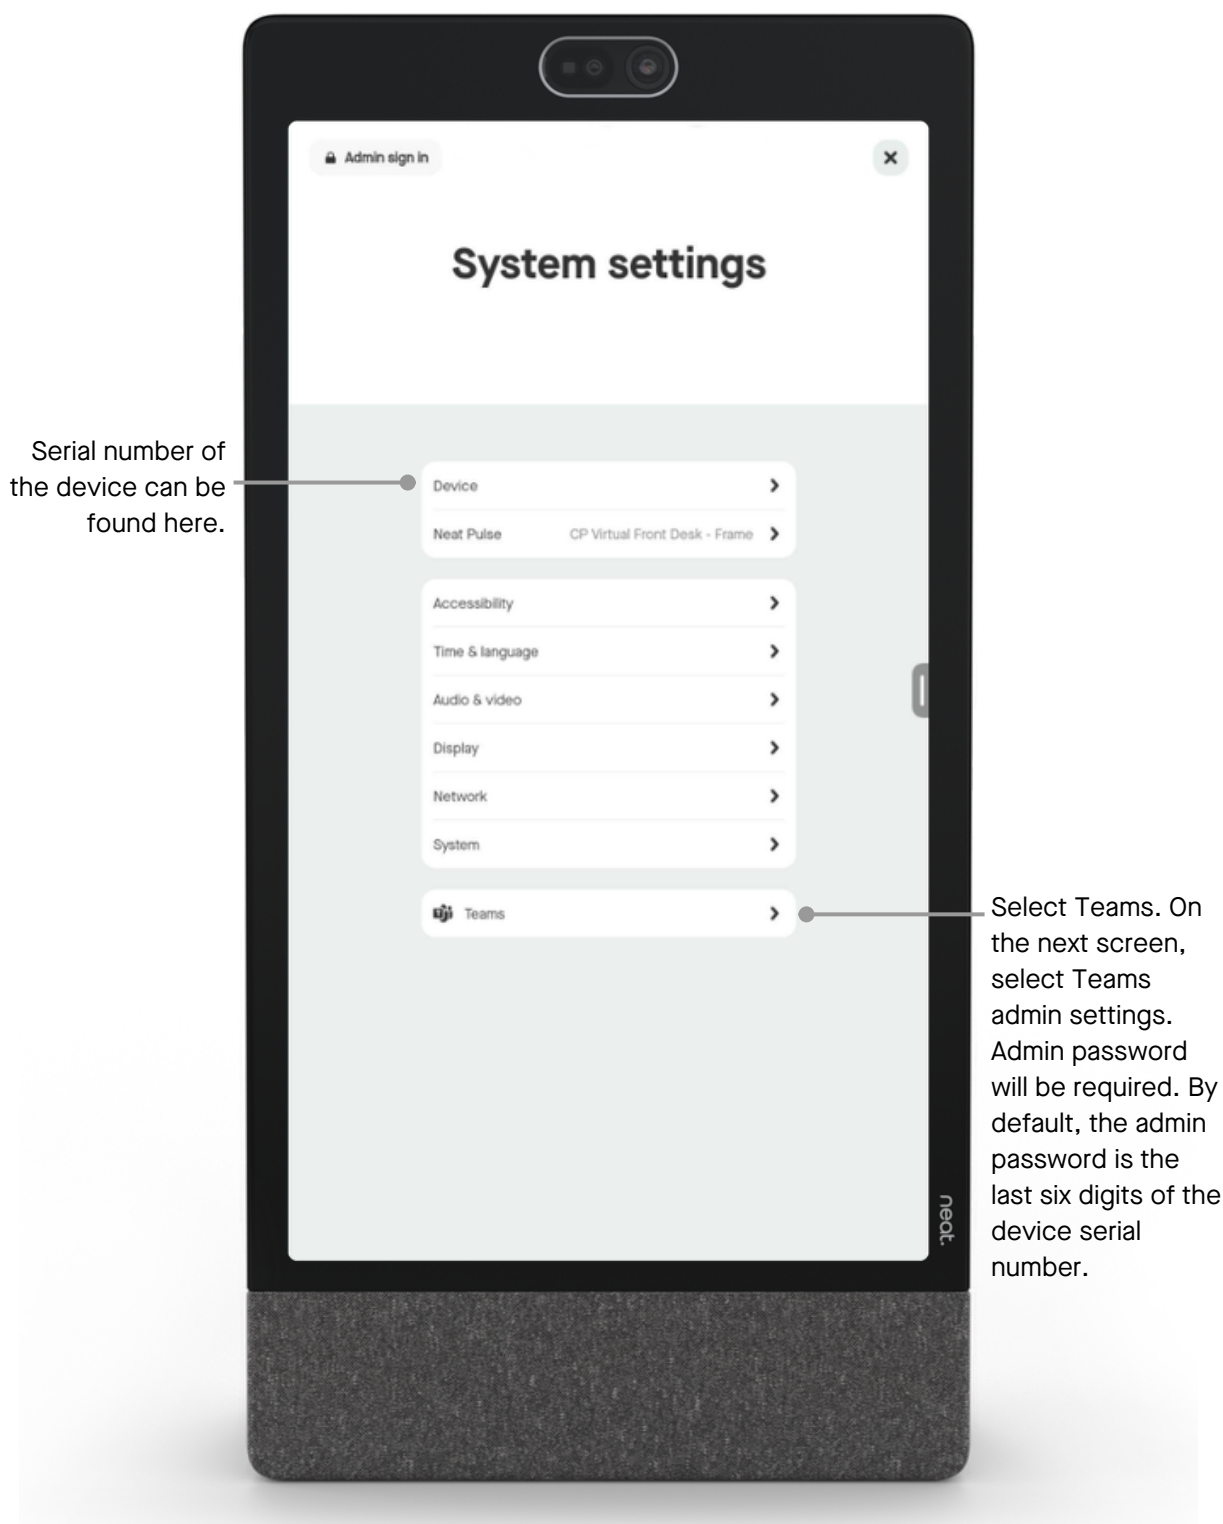 Admin sign in
System settings
Serial number of
the device can be
found here.
Device
Neat Pulse CP Virtual Front Desk - Frame
Accessibility
Time & language
Audio & video
Display
Network
System
Teams
Select Teams. On
the next screen,
select Teams
admin settings.
Admin password
will be required. By
default, the admin
password is the
last six digits of the
device serial
number.
neat.